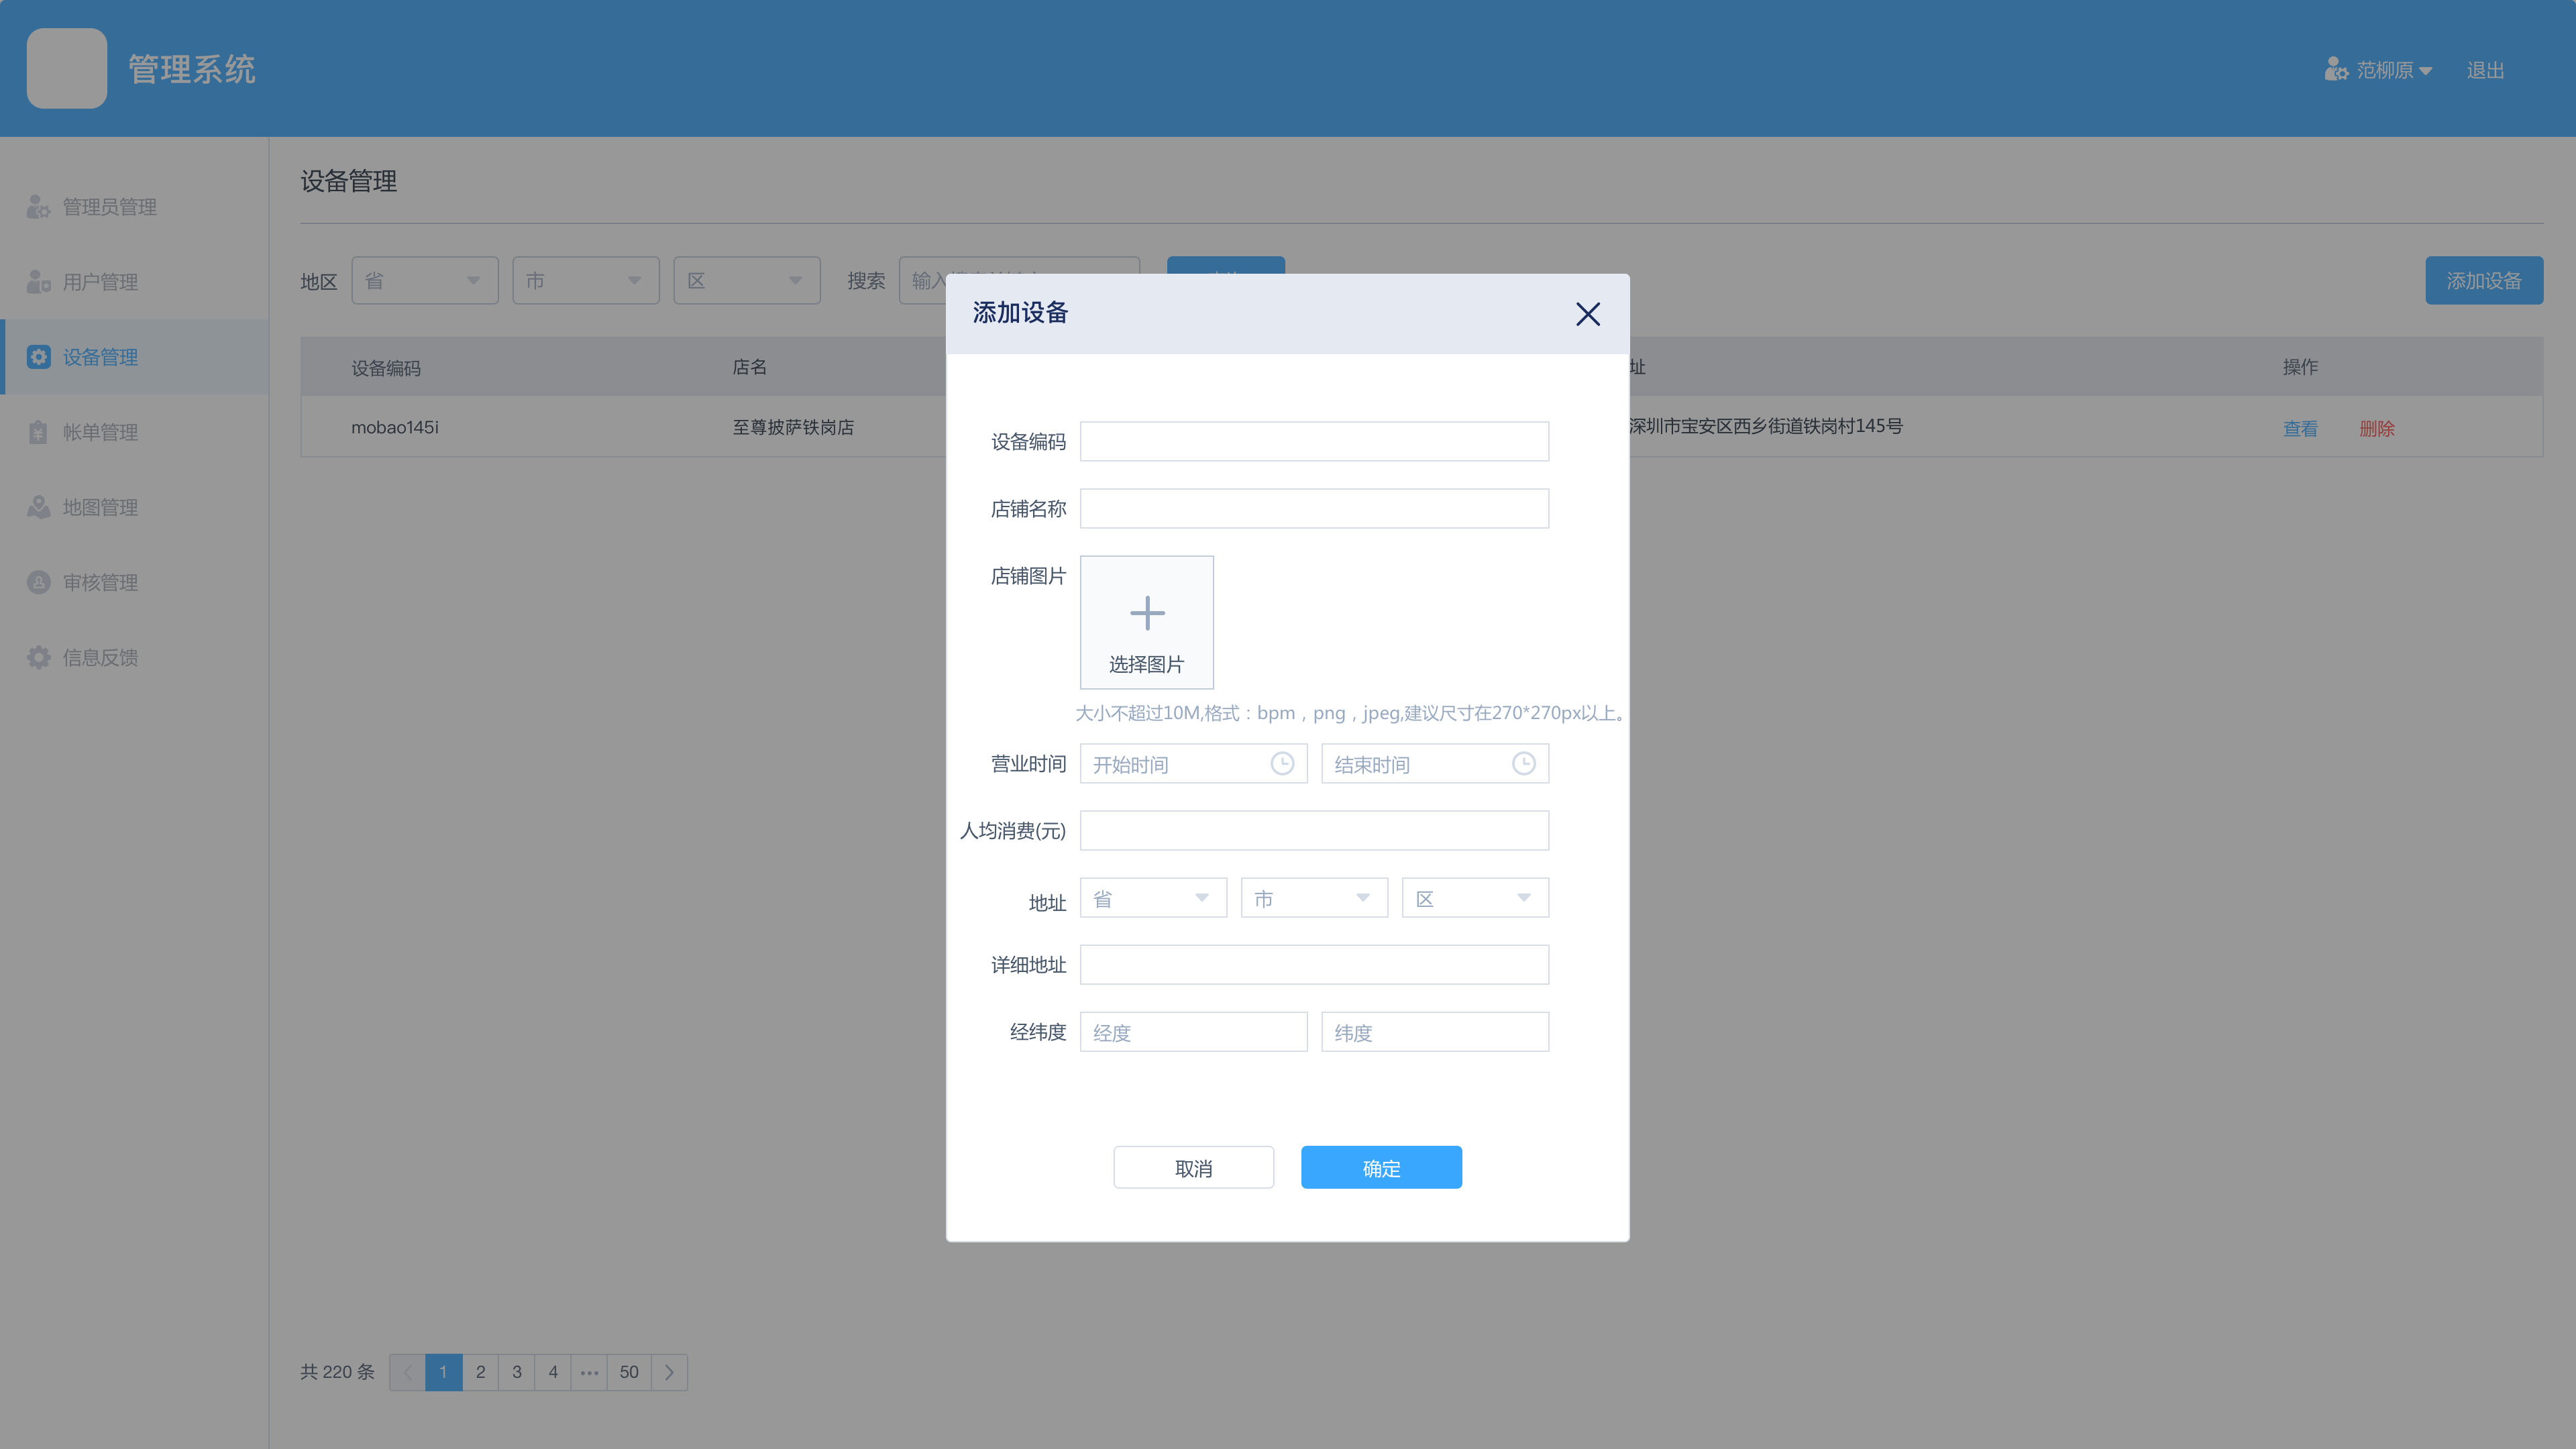 管理系统
范柳原 退出
管理员管理
用户管理
设备管理
帐单管理
地图管理
审核管理
信息反馈
设备管理
地区 省 市 区 搜索 输入
添加设备
设备编码 店名 址 操作
mobao145i 至尊披萨铁岗店 深圳市宝安区西乡街道铁岗村145号 查看 删除
添加设备
设备编码
店铺名称
店铺图片
选择图片
大小不超过10M,格式：bpm，png，jpeg,建议尺寸在270*270px以上。
营业时间 开始时间 结束时间
人均消费(元)
地址 省 市 区
详细地址
经纬度 经度 纬度
取消 确定
共 220 条 1 2 3 4 ••• 50